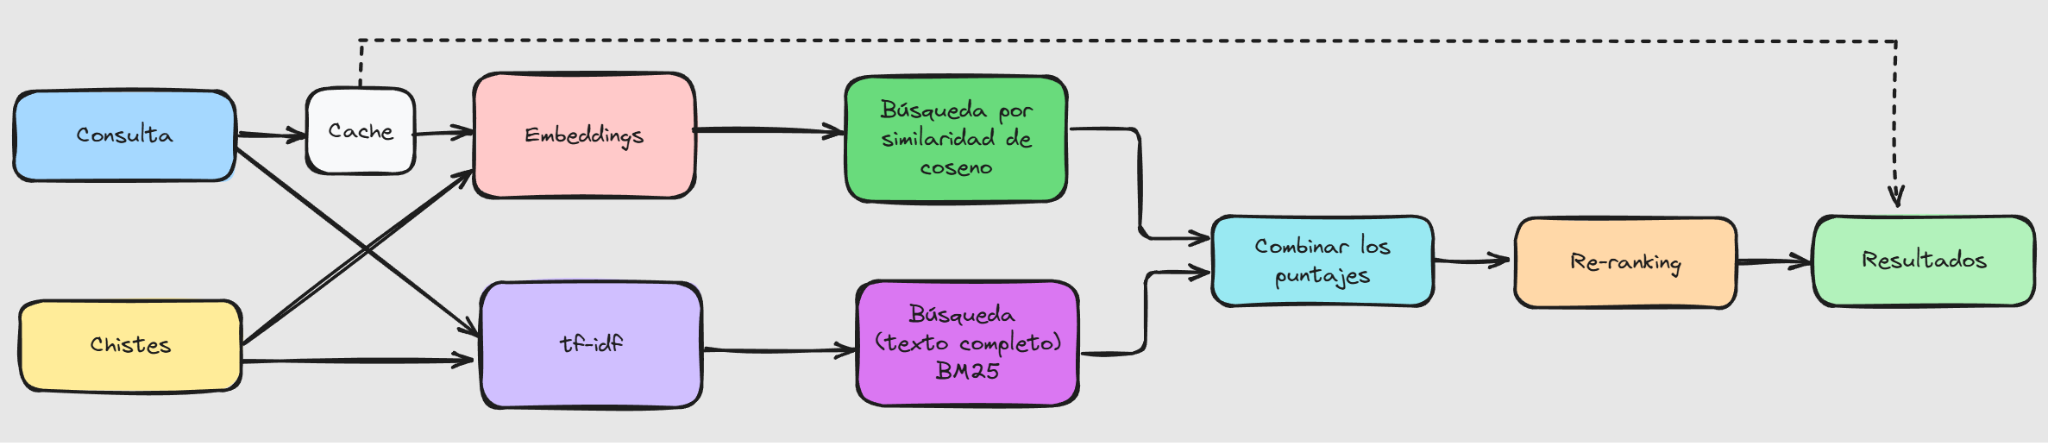 Consulta
Cache
Embeddings
Búsqueda por
similaridad de
coseno
Chistes
tf-idf
Búsqueda
(texto completo)
BM25
Combinar los
puntajes
Re-ranking
Resultados